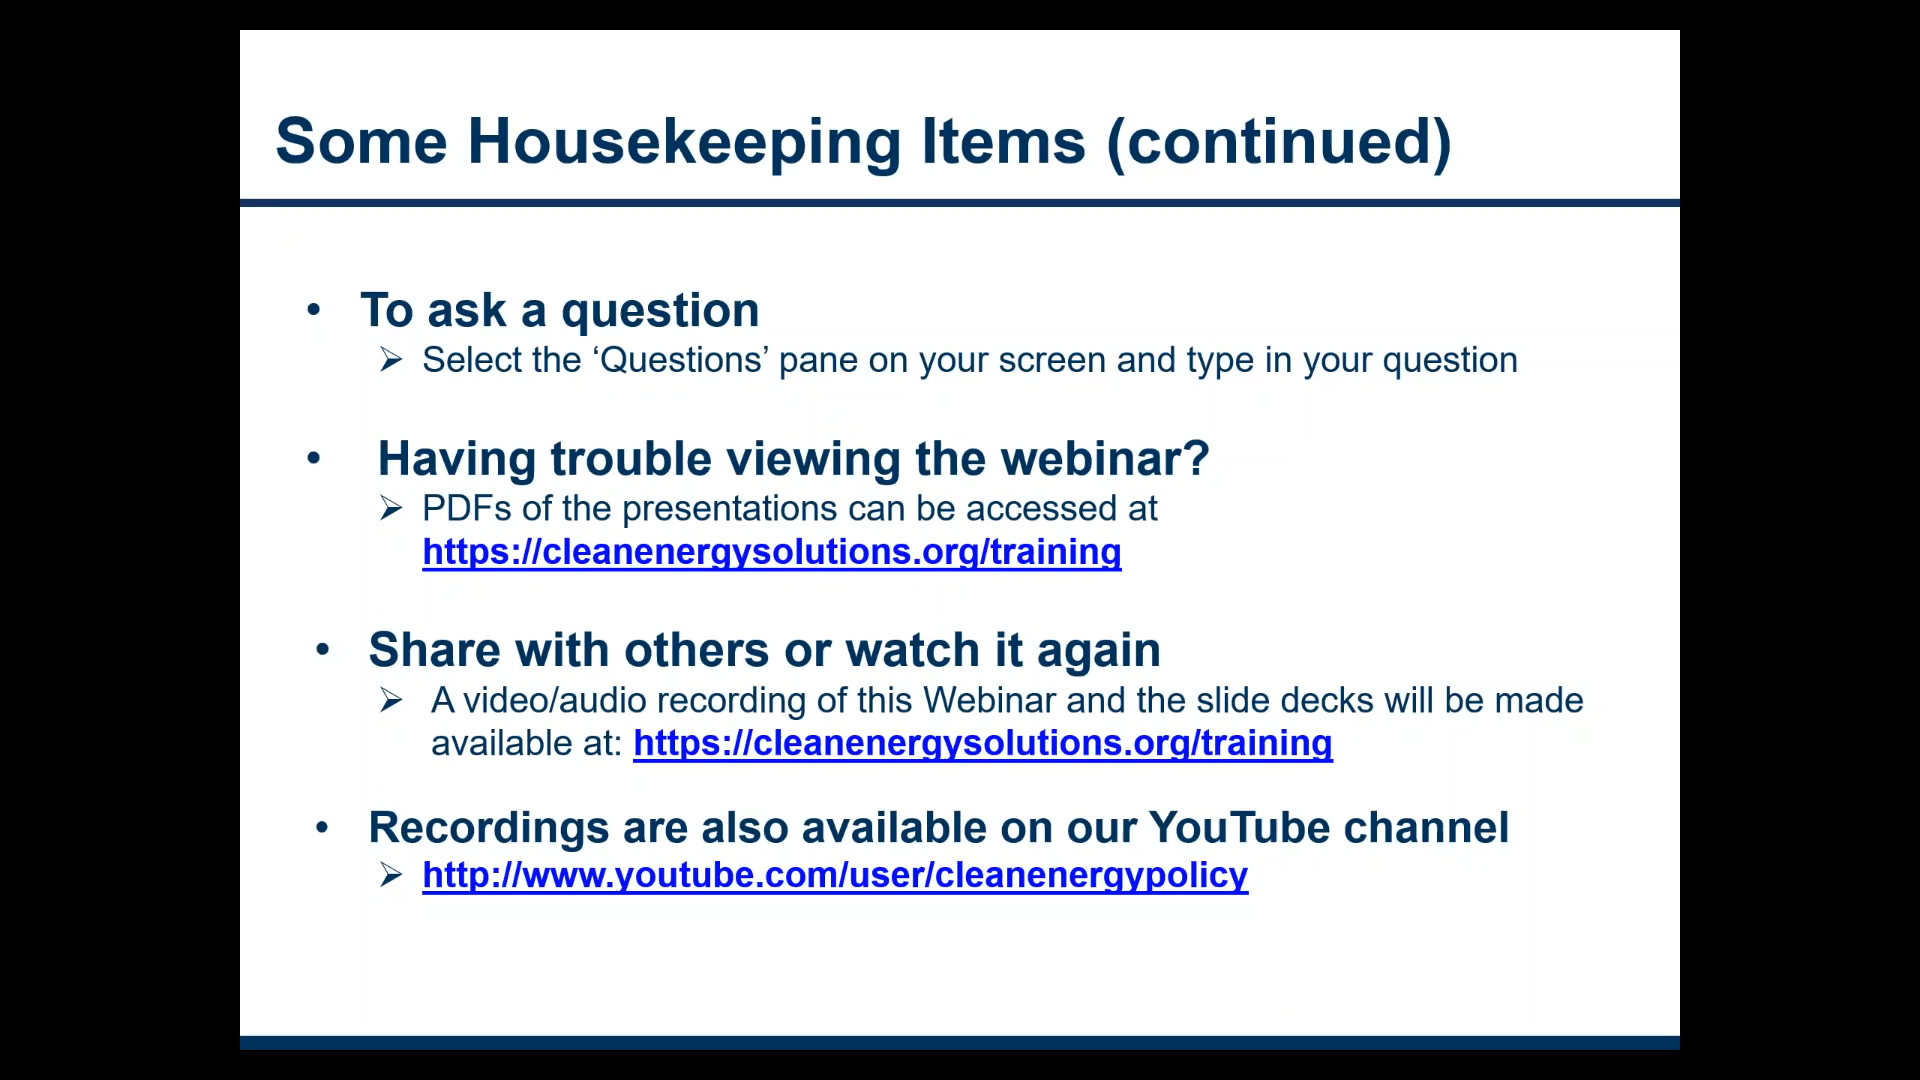 Some Housekeeping Items (continued)
• To ask a question
➢ Select the ‘Questions’ pane on your screen and type in your question
• Having trouble viewing the webinar?
➢ PDFs of the presentations can be accessed at
https://cleanenergysolutions.org/training
• Share with others or watch it again
➢ A video/audio recording of this Webinar and the slide decks will be made
available at: https://cleanenergysolutions.org/training
• Recordings are also available on our YouTube channel
➢ http://www.youtube.com/user/cleanenergypolicy